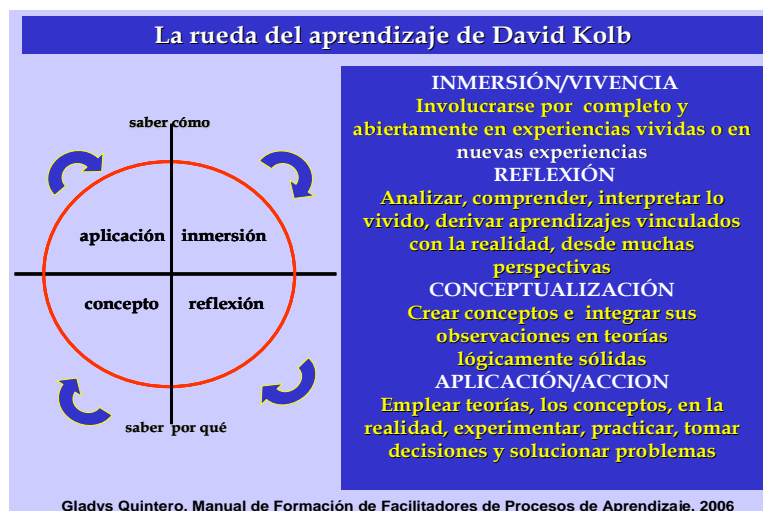 La rueda del aprendizaje de David Kolb
saber cómo
aplicación
inmersión
concepto
reflexión
saber por qué
INMERSIÓN/VIVENCIA
Involucrarse por completo y
abiertamente en experiencias vividas o en
nuevas experiencias
REFLEXIÓN
Analizar, comprender, interpretar lo
vivido, derivar aprendizajes vinculados
con la realidad, desde muchas
perspectivas
CONCEPTUALIZACIÓN
Crear conceptos e integrar sus
observaciones en teorías
lógicamente sólidas
APLICACIÓN/ACCION
Emplear teorías, los conceptos, en la
realidad, experimentar, practicar, tomar
decisiones y solucionar problemas
Gladys Quintero. Manual de Formación de Facilitadores de Procesos de Aprendizaje. 2006